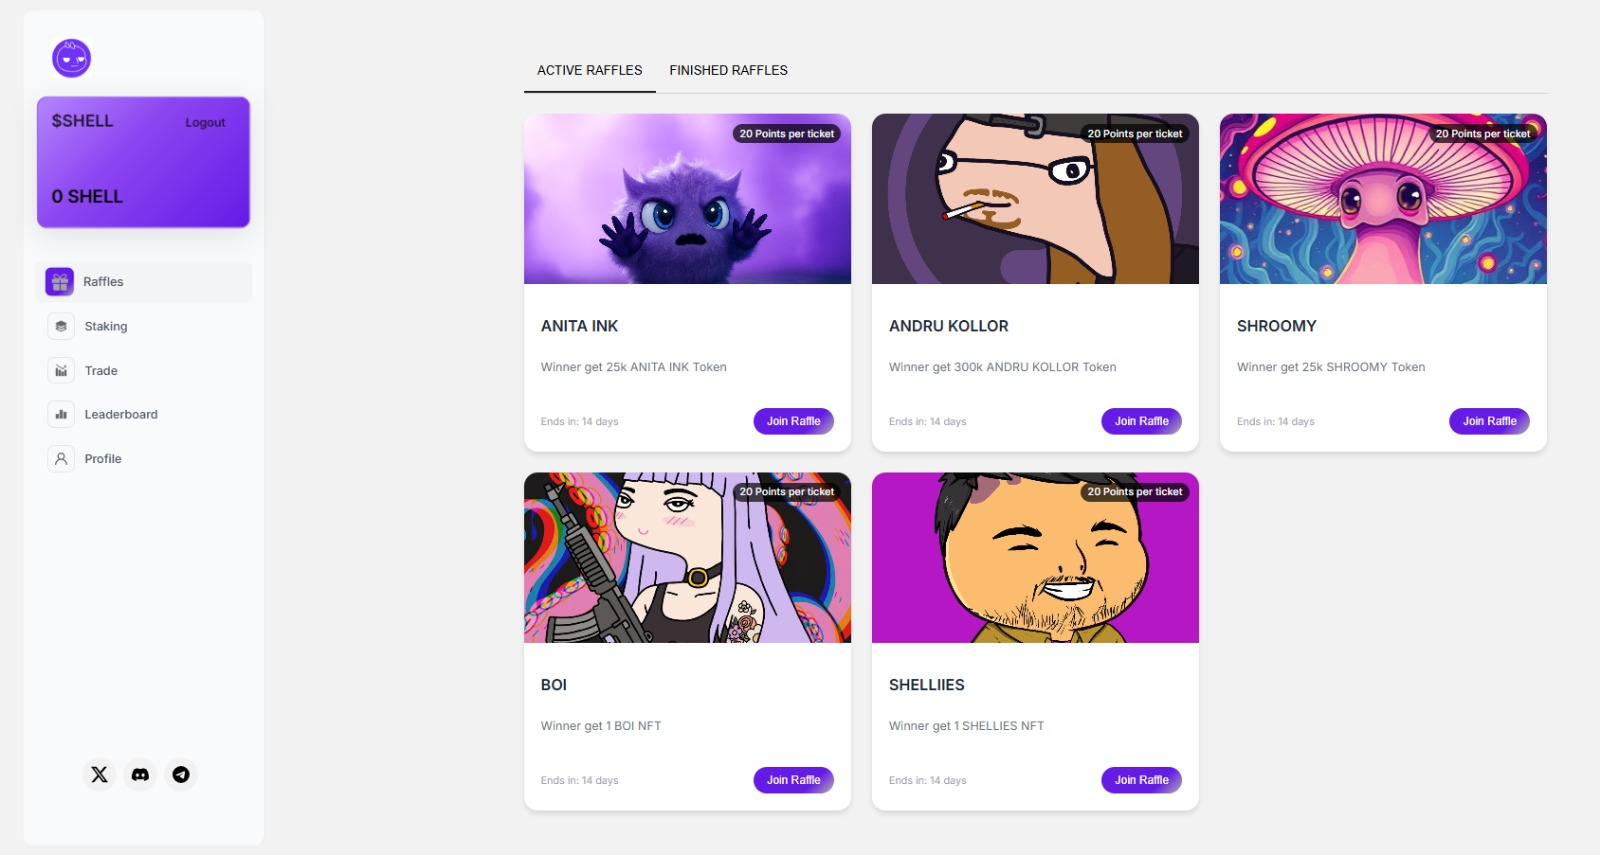 $SHELL
Logout
0 SHELL
Raffles
Staking
Trade
Leaderboard
Profile
ACTIVE RAFFLES
FINISHED RAFFLES
20 Points per ticket
ANITA INK
Winner get 25k ANITA INK Token
Ends in: 14 days
Join Raffle
20 Points per ticket
ANDRU KOLLOR
Winner get 300k ANDRU KOLLOR Token
Ends in: 14 days
Join Raffle
20 Points per ticket
SHROOMY
Winner get 25k SHROOMY Token
Ends in: 14 days
Join Raffle
20 Points per ticket
BOI
Winner get 1 BOI NFT
Ends in: 14 days
Join Raffle
20 Points per ticket
SHELLIIES
Winner get 1 SHELLIES NFT
Ends in: 14 days
Join Raffle